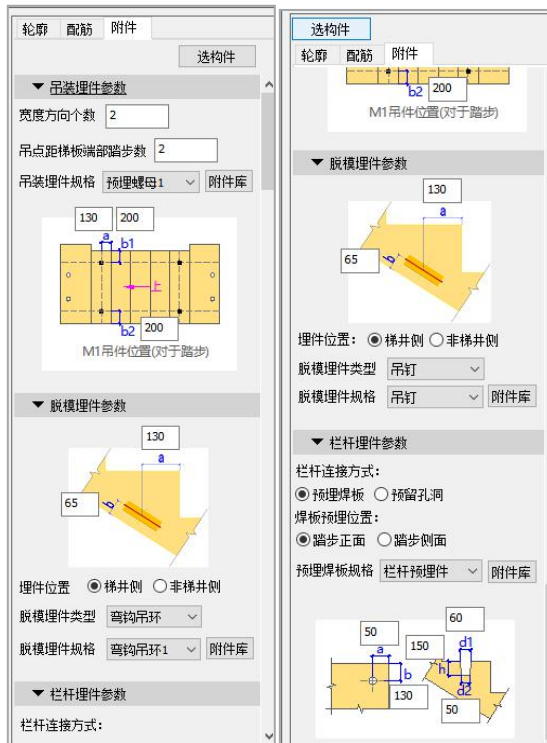 轮廓 配筋 附件
选构件
吊装埋件参数
宽度方向个数 2
吊点距梯板端部踏步数 2
吊装埋件规格 预埋螺母1 附件库
130 200
a b1
上
b2 200
M1吊件位置(对于踏步)
脱模埋件参数
130
a
65 b
埋件位置 梯井侧 非梯井侧
脱模埋件类型 弯钩吊环
脱模埋件规格 弯钩吊环1 附件库
栏杆埋件参数
栏杆连接方式:
选构件
轮廓 配筋 附件
b2 200
M1吊件位置(对于踏步)
脱模埋件参数
130
a
65 b
埋件位置: 梯井侧 非梯井侧
脱模埋件类型 吊钉
脱模埋件规格 吊钉 附件库
栏杆埋件参数
栏杆连接方式:
预埋焊板 预留孔洞
焊板预埋位置:
踏步正面 踏步侧面
预埋焊板规格 栏杆预埋件 附件库
60
50 150 d1
a h
b
130 d2
50